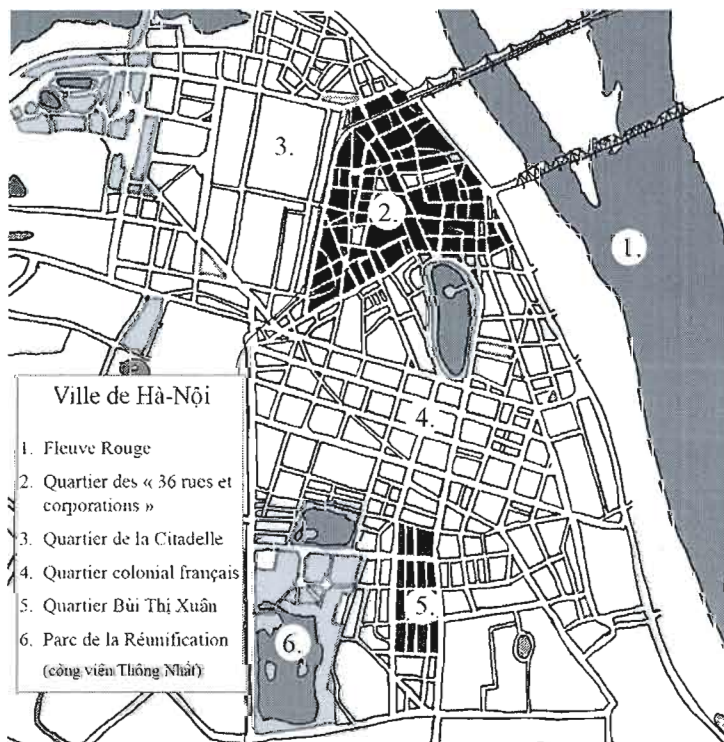 3.
2.
1.
4.
5.
6.
Ville de Hà-Nội
1. Fleuve Rouge
2. Quartier des « 36 rues et
corporations »
3. Quartier de la Citadelle
4. Quartier colonial français
5. Quartier Bùi Thị Xuân
6. Parc de la Réunification
(công viên Thống Nhất)